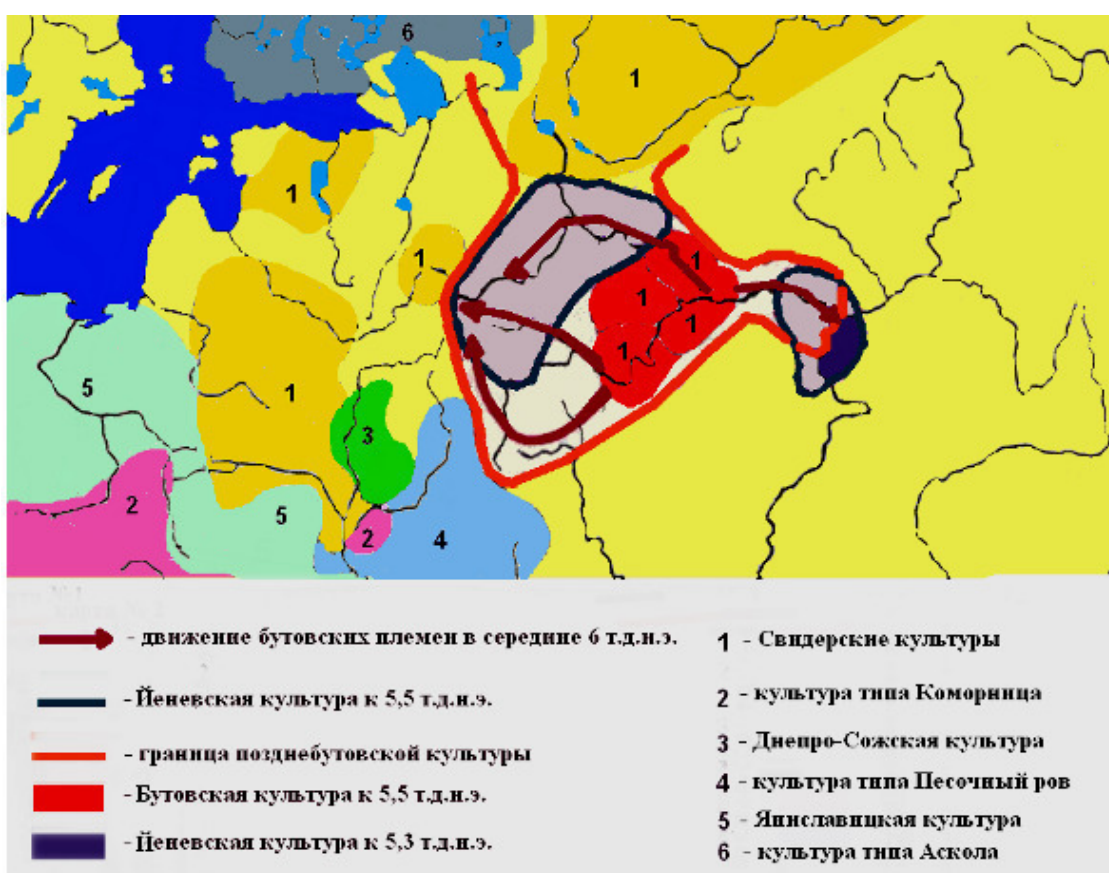 6
1
1
1
1
1
1
1
5
1
3
2
5
2
4
- движение бутовских племен в середине 6 т.д.н.э.
- Йеневская культура к 5,5 т.д.н.э.
- граница позднебутовской культуры
- Бутовская культура к 5,5 т.д.н.э.
- Йеневская культура к 5,3 т.д.н.э.
1 - Свидерские культуры
2 - культура типа Коморница
3 - Днепро-Сожская культура
4 - культура типа Песочный ров
5 - Яниславицкая культура
6 - культура типа Аскола